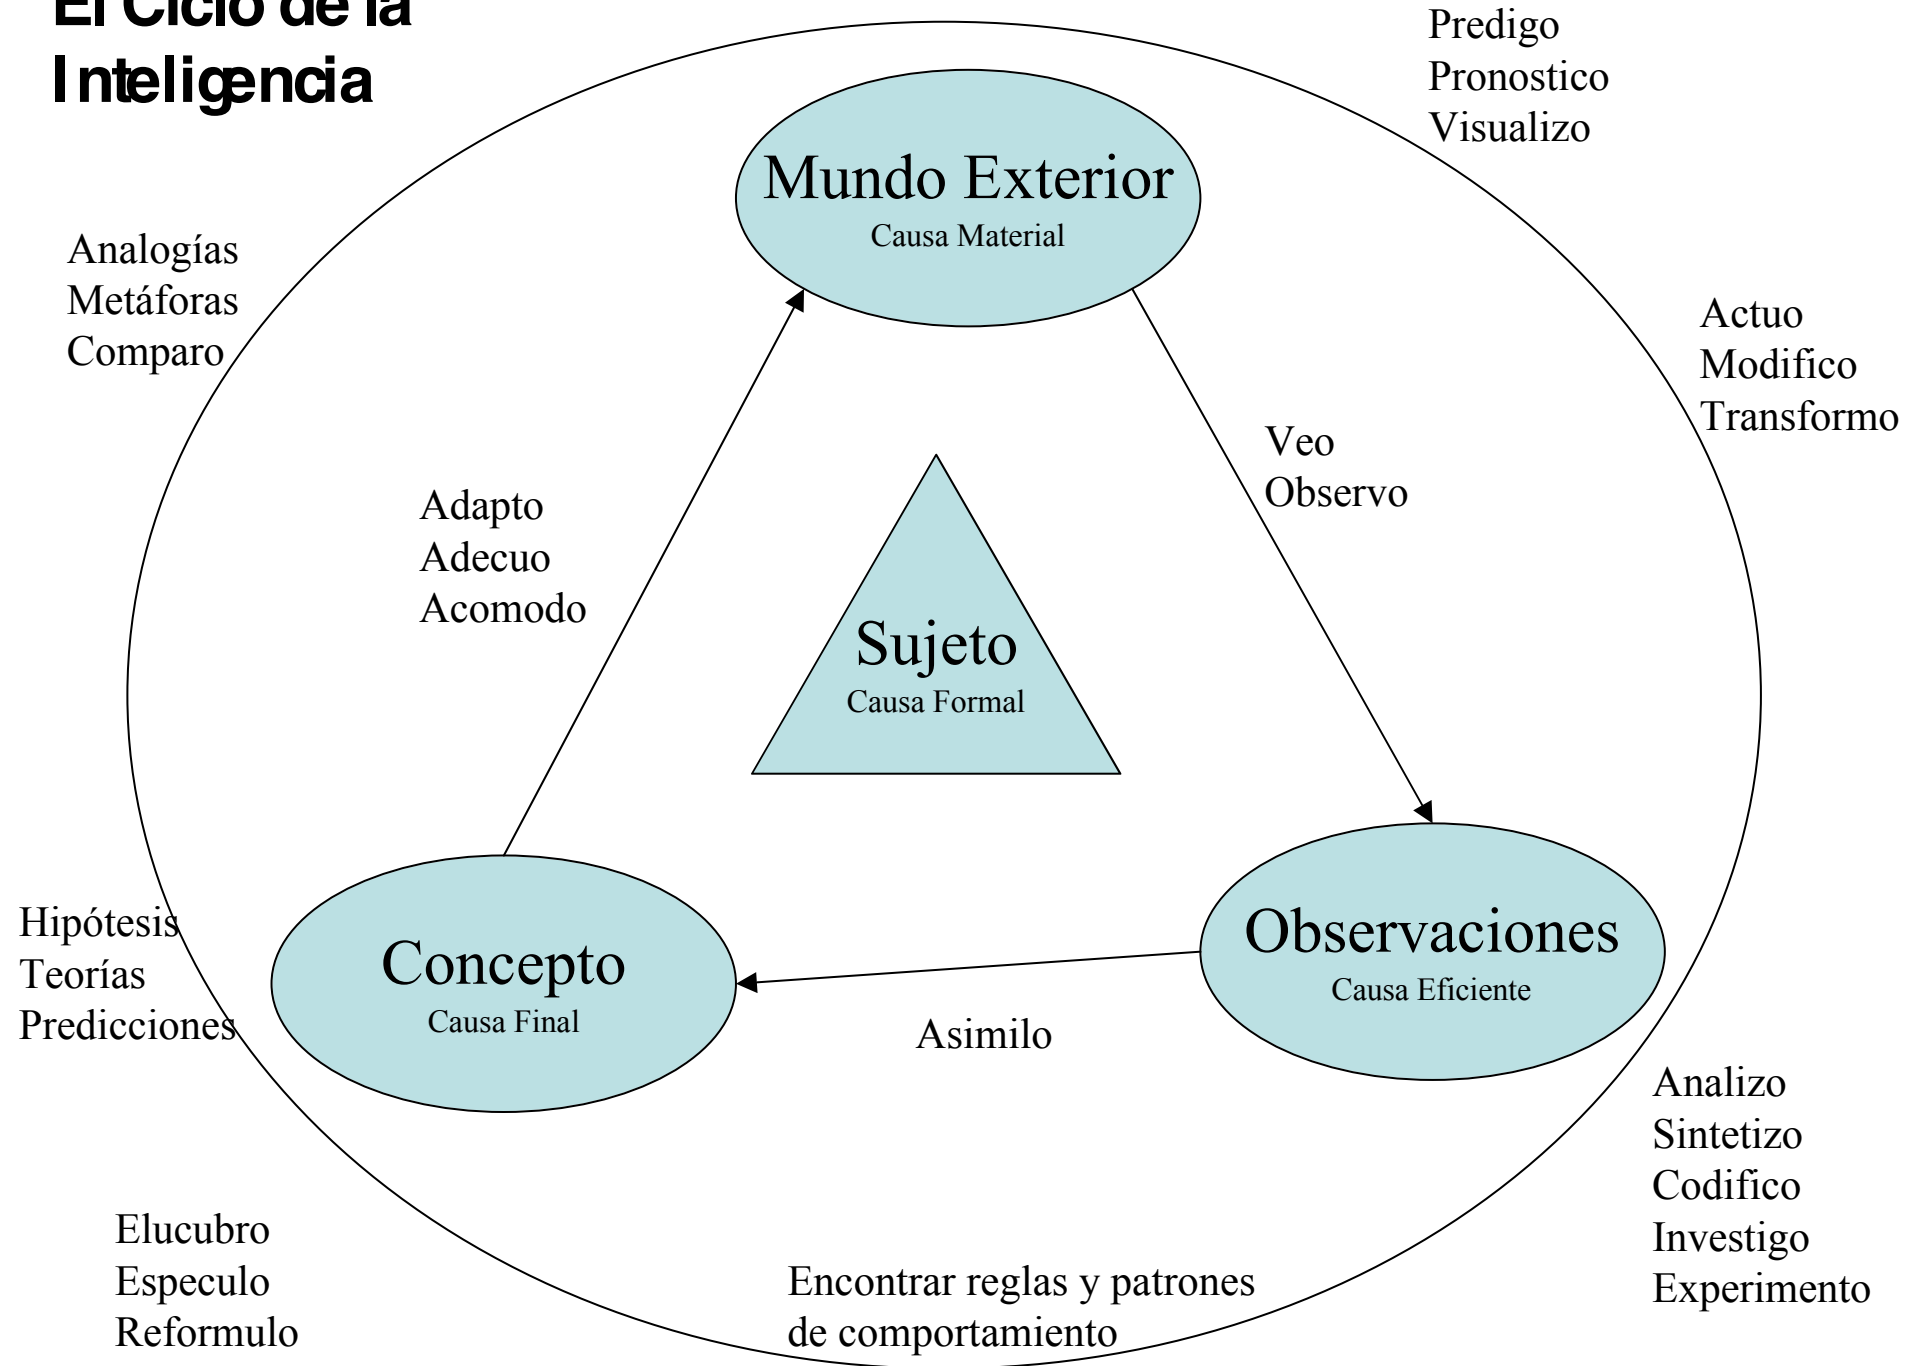 El Ciclo de la
Inteligencia
Predigo
Pronostico
Visualizo
Mundo Exterior
Causa Material
Analogías
Metáforas
Comparo
Actuo
Modifico
Transformo
Veo
Observo
Adapto
Adecuo
Acomodo
Sujeto
Causa Formal
Hipótesis
Teorías
Predicciones
Concepto
Causa Final
Observaciones
Causa Eficiente
Asimilo
Analizo
Sintetizo
Codifico
Investigo
Experimento
Elucubro
Especulo
Reformulo
Encontrar reglas y patrones
de comportamiento